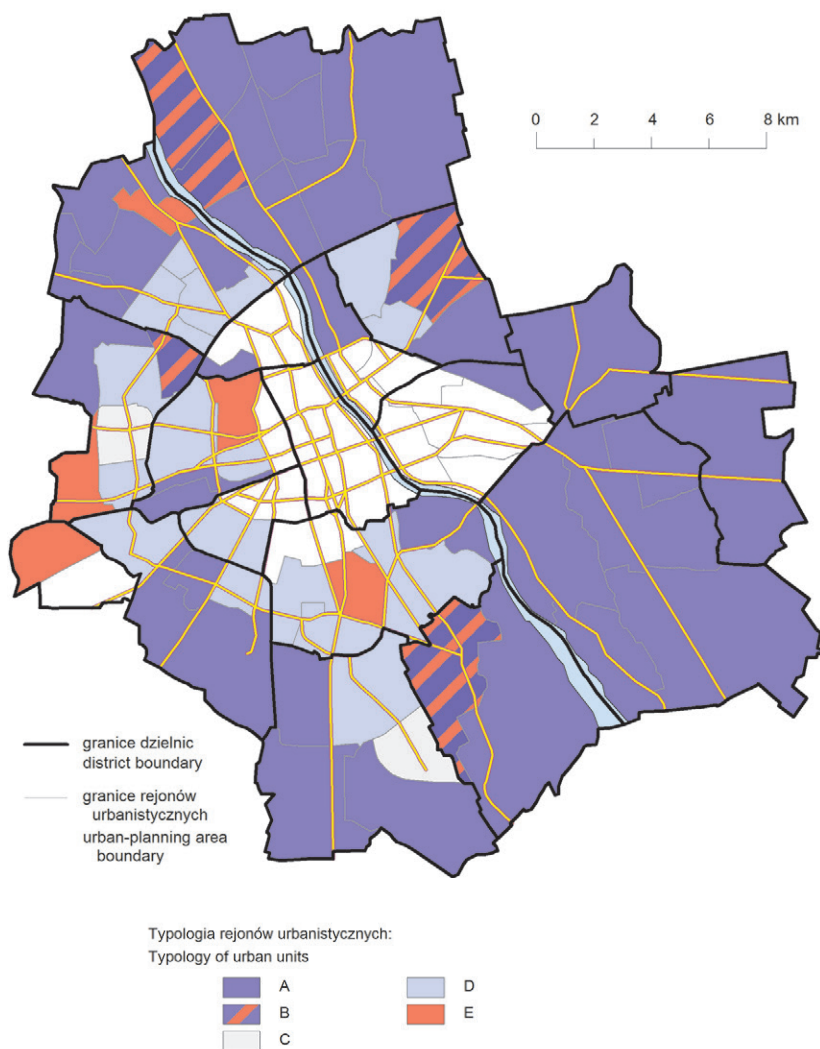 0 2 4 6 8 km
granice dzielnic
district boundary
granice rejonów
urbanistycznych
urban-planning area
boundary
Typologia rejonów urbanistycznych:
Typology of urban units
A
B
C
D
E